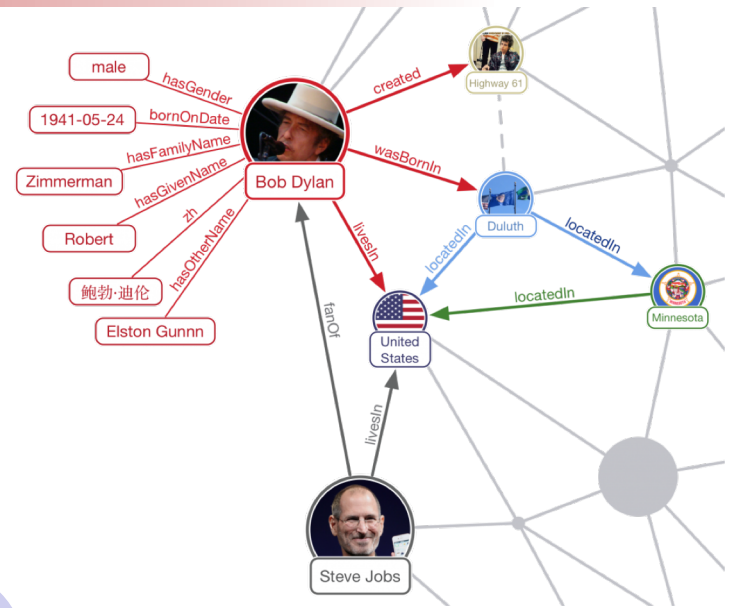 male
hasGender
1941-05-24
bornOnDate
hasFamilyName
Zimmerman
hasGivenName
Robert
zh
鲍勃·迪伦
hasOtherName
Elston Gunnn
Bob Dylan
created
Highway 61
wasBornIn
Duluth
livesIn
locatedIn
locatedIn
locatedIn
Minnesota
United
States
fanOf
livesIn
Steve Jobs